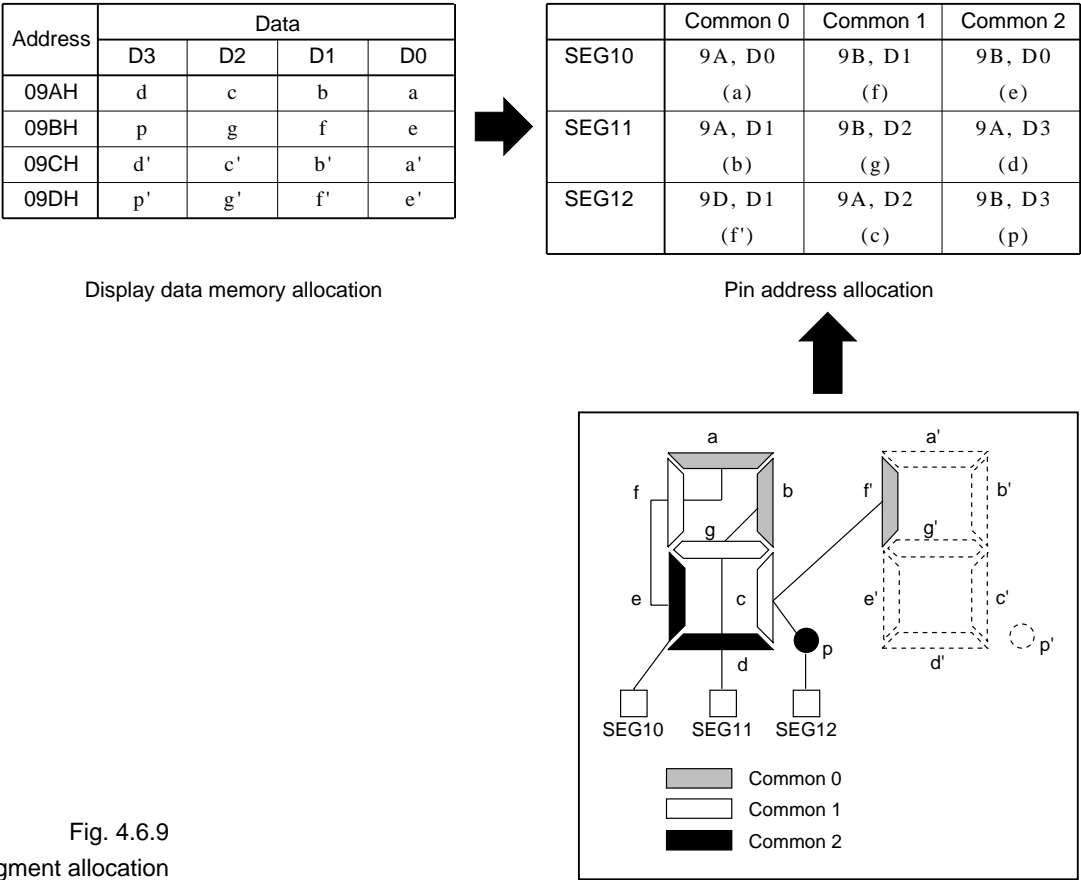 Address Data
D3 D2 D1 D0
09AH d c b a
09BH p g f e
09CH d' c' b' a'
09DH p' g' f' e'
Display data memory allocation
Common 0 Common 1 Common 2
SEG10 9A, D0 9B, D1 9B, D0
(a) (f) (e)
SEG11 9A, D1 9B, D2 9A, D3
(b) (g) (d)
SEG12 9D, D1 9A, D2 9B, D3
(f') (c) (p)
Pin address allocation
a a'
f b f' b'
g g'
e c e' c'
p p'
d d'
SEG10 SEG11 SEG12
Common 0
Common 1
Common 2
Fig. 4.6.9
gment allocation